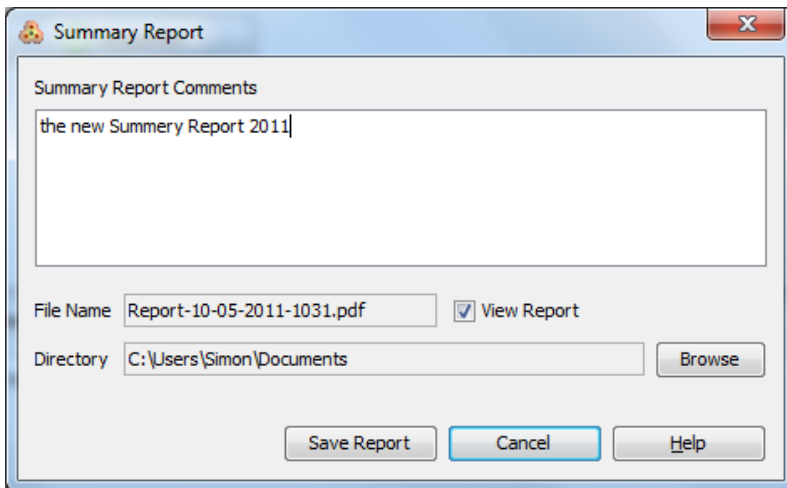 Summary Report
Summary Report Comments
the new Summery Report 2011
File Name Report-10-05-2011-1031.pdf View Report
Directory C:\Users\Simon\Documents Browse
Save Report Cancel Help